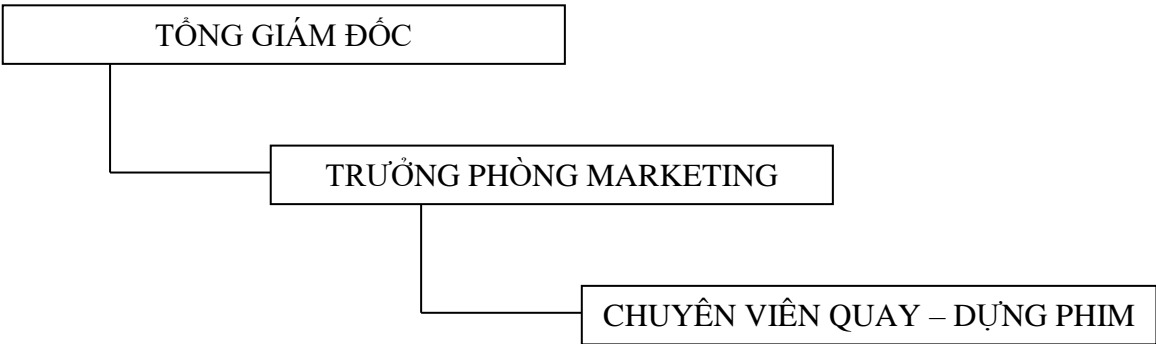 TỔNG GIÁM ĐỐC
TRƯỞNG PHÒNG MARKETING
CHUYÊN VIÊN QUAY – DỰNG PHIM